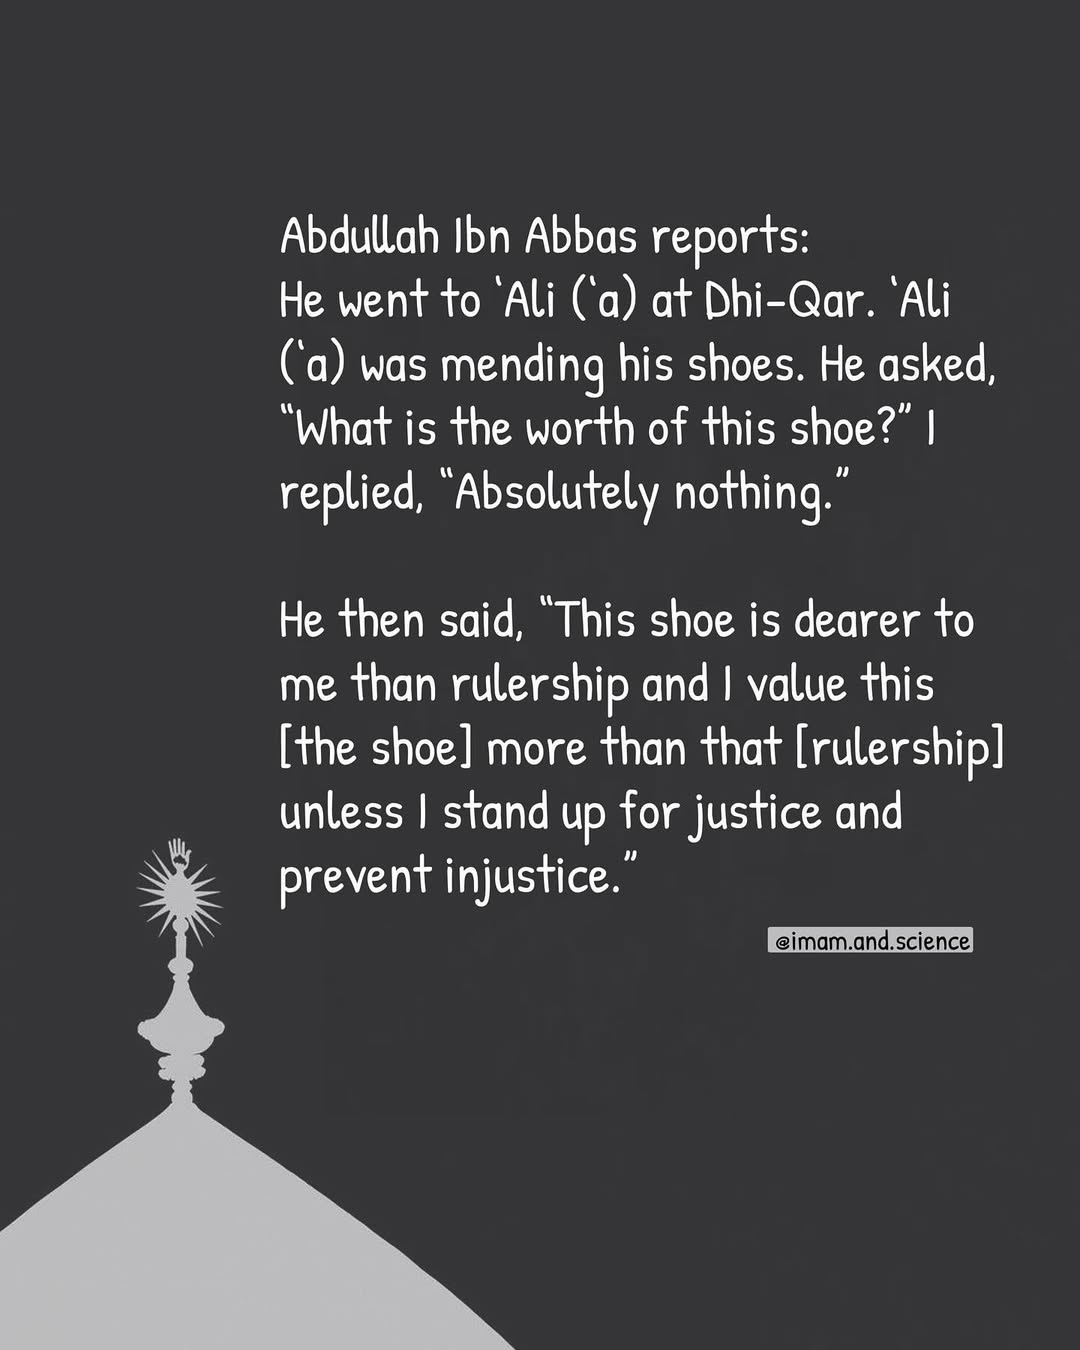 Abdullah Ibn Abbas reports:
He went to ‘Ali (‘a) at Dhi-Qar. ‘Ali
(‘a) was mending his shoes. He asked,
“What is the worth of this shoe?” I
replied, “Absolutely nothing.”
He then said, “This shoe is dearer to
me than rulership and I value this
[the shoe] more than that [rulership]
unless I stand up for justice and
prevent injustice.”
@imam.and.science